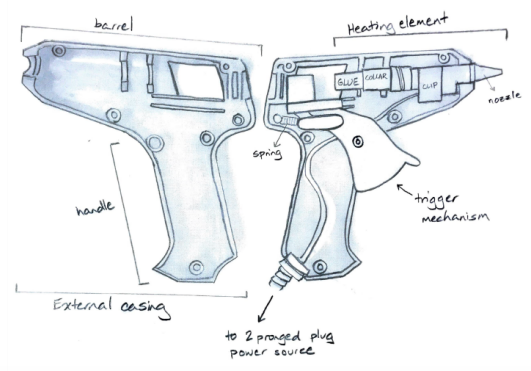 barrel
Heating element
GLUE
COLLAR
CLIP
nozzle
spring
handle
trigger
mechanism
External casing
to 2 pronged plug
power source